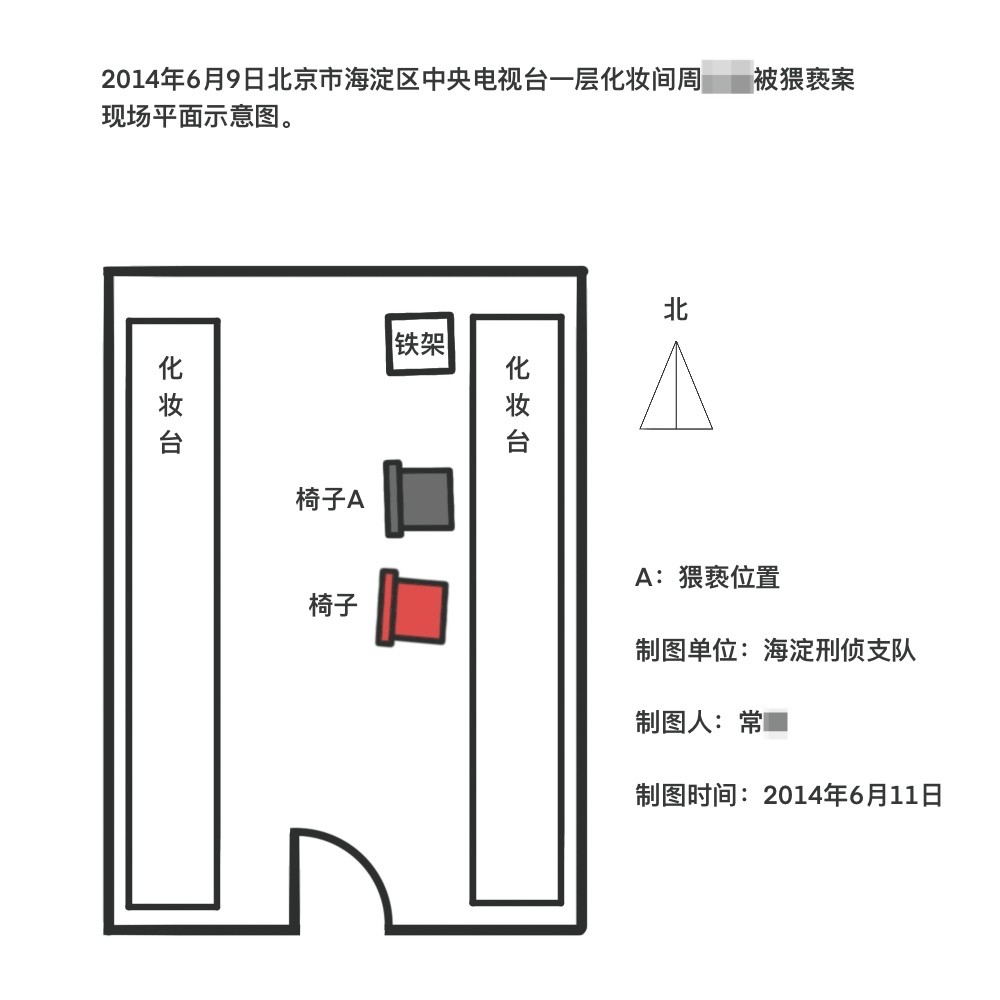 2014年6月9日北京市海淀区中央电视台一层化妆间周被猥亵案
现场平面示意图。
北
铁架
化妆台
化妆台
椅子A
椅子
A：猥亵位置
制图单位：海淀刑侦支队
制图人：常
制图时间：2014年6月11日